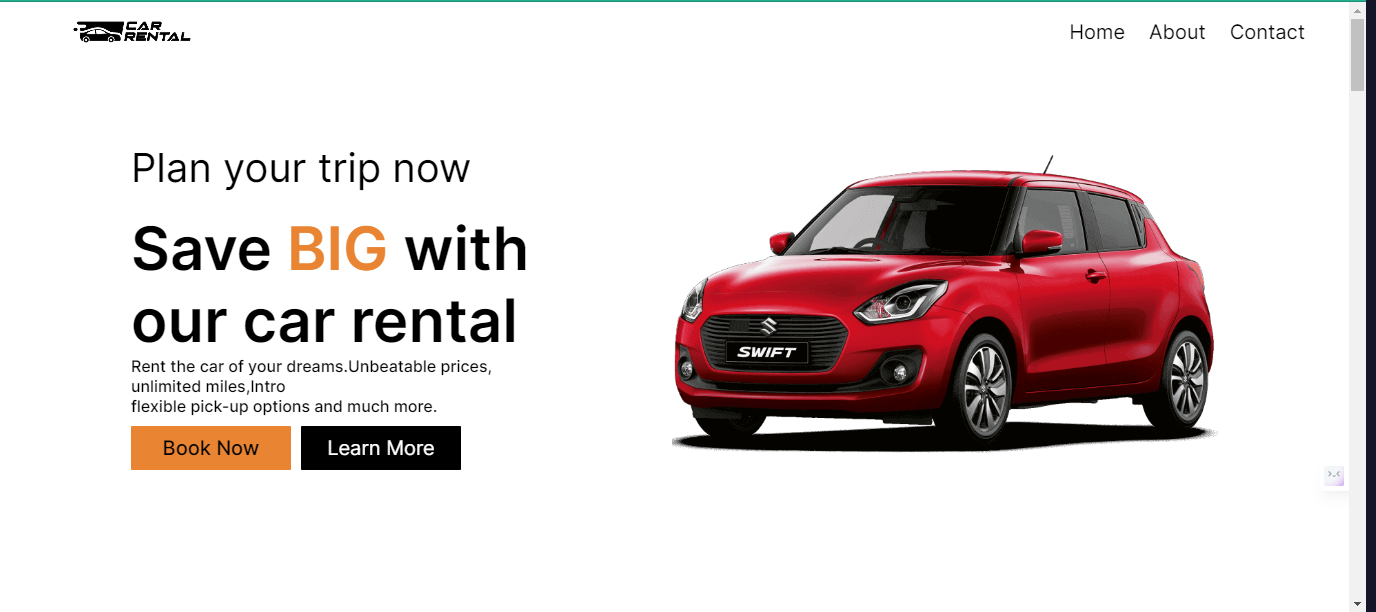 CAR
RENTAL
Home About Contact
Plan your trip now
Save BIG with
our car rental
Rent the car of your dreams.Unbeatable prices,
unlimited miles,Intro
flexible pick-up options and much more.
Book Now Learn More
SWIFT